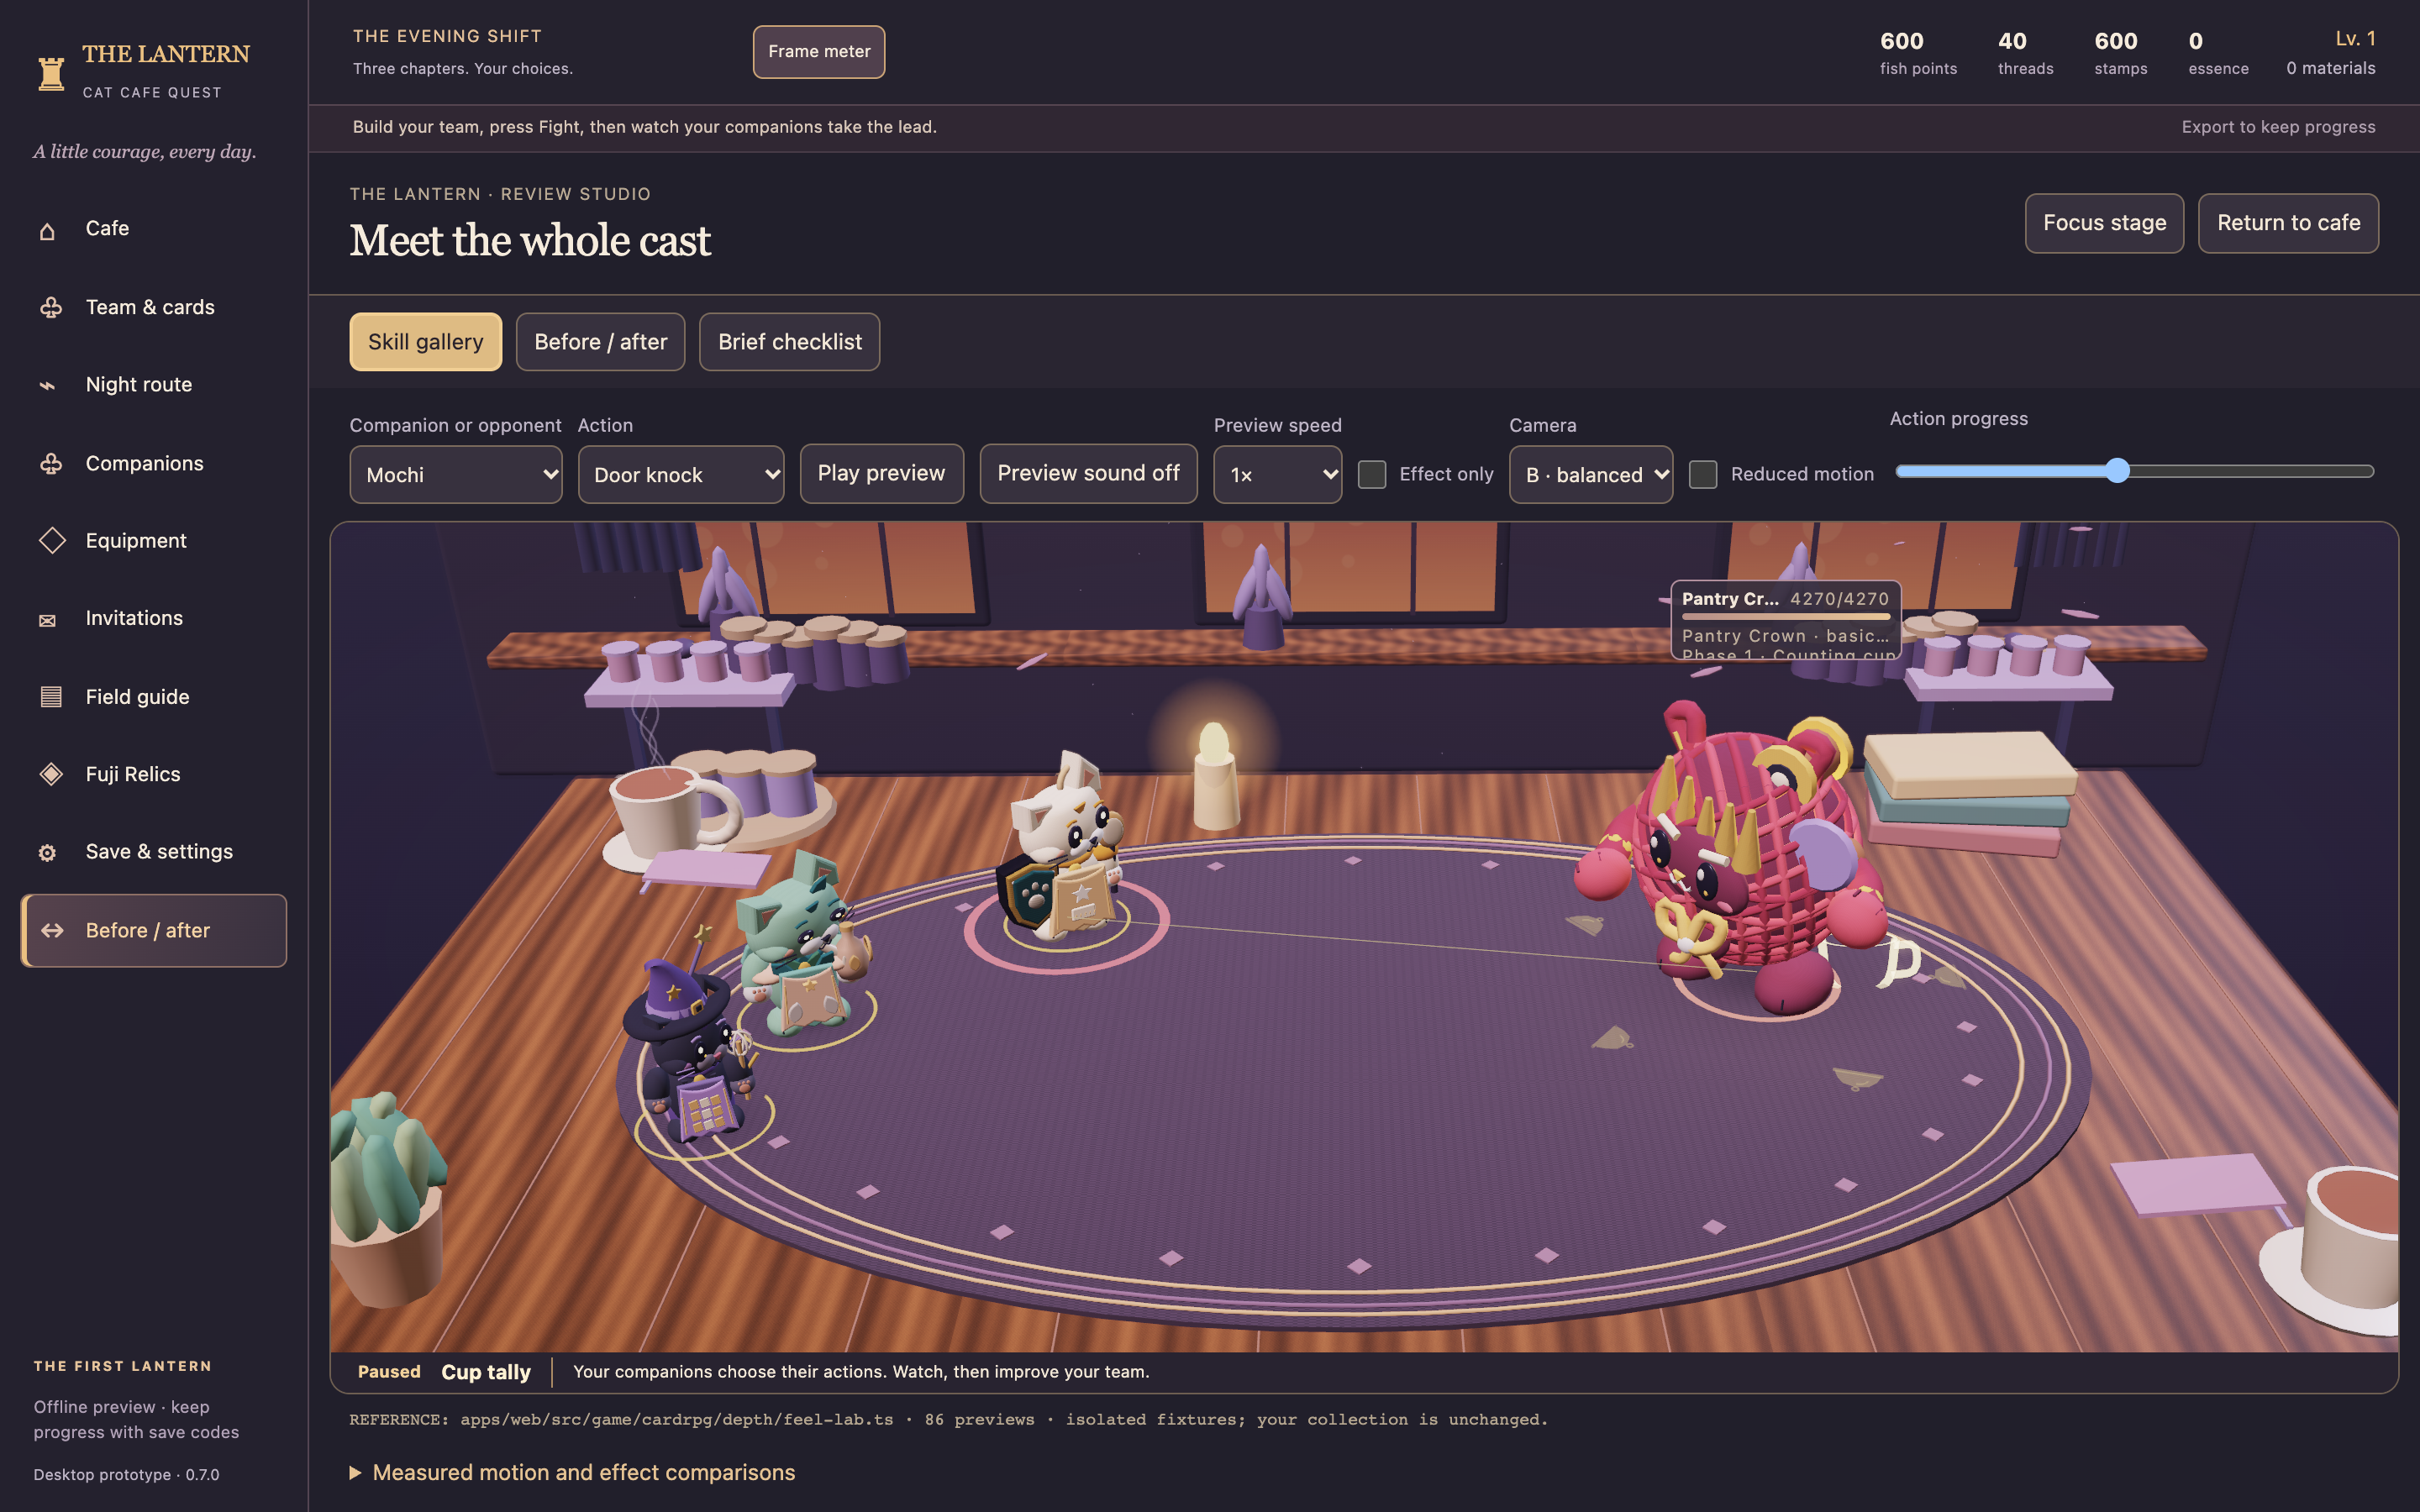 THE LANTERN
CAT CAFE QUEST
A little courage, every day.
Cafe
Team & cards
Night route
Companions
Equipment
Invitations
Field guide
Fuji Relics
Save & settings
Before / after
THE FIRST LANTERN
Offline preview · keep
progress with save codes
Desktop prototype · 0.7.0
THE EVENING SHIFT
Three chapters. Your choices.
Frame meter
600
fish points
40
threads
600
stamps
0
essence
Lv. 1
0 materials
Build your team, press Fight, then watch your companions take the lead.
Export to keep progress
THE LANTERN · REVIEW STUDIO
Meet the whole cast
Focus stage
Return to cafe
Skill gallery
Before / after
Brief checklist
Companion or opponent
Mochi
Action
Door knock
Play preview
Preview sound off
Preview speed
1x
Effect only
Camera
B · balanced
Reduced motion
Action progress
Pantry Cr... 4270/4270
Pantry Crown · basic...
Phase 1 · Counting cup
Paused Cup tally Your companions choose their actions. Watch, then improve your team.
REFERENCE: apps/web/src/game/cardrpg/depth/feel-lab.ts · 86 previews · isolated fixtures; your collection is unchanged.
Measured motion and effect comparisons